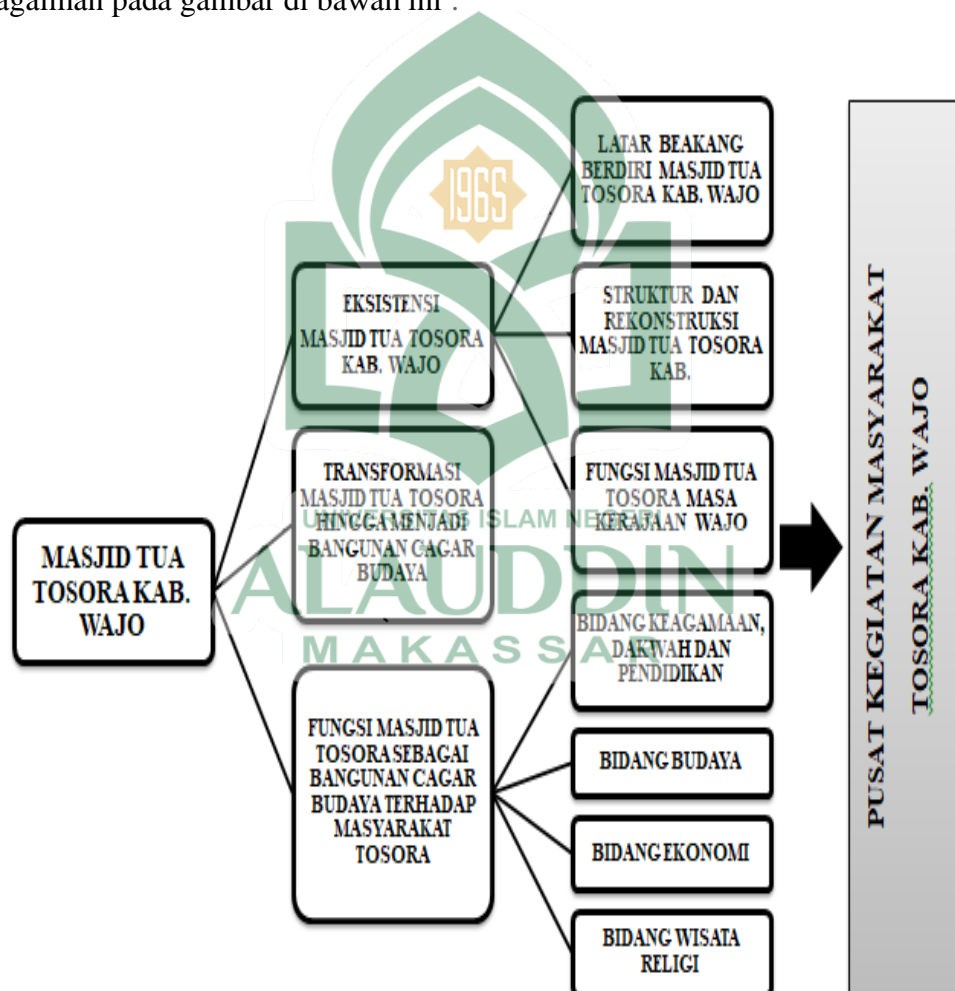 pada gambar di bawah ini :
1965
UNIVERSITAS ISLAM NEGERI
ALAUDDIN
MAKASSAR
MASJID TUA
TOSORA KAB.
WAJO
EKSISTENSI
MASJID TUA TOSORA
KAB. WAJO
TRANSFORMASI
MASJID TUA TOSORA
HINGGA MENJADI
BANGUNAN CAGAR
BUDAYA
FUNGSI MASJID TUA
TOSORA SEBAGAI
BANGUNAN CAGAR
BUDAYA TERHADAP
MASYARAKAT
TOSORA
LATAR BEAKANG
BERDIRI MASJID TUA
TOSORA KAB. WAJO
STRUKTUR DAN
REKONSTRUKSI
MASJID TUA TOSORA
KAB.
FUNGSI MASJID TUA
TOSORA MASA
KERAJAAN WAJO
BIDANG KEAGAMAAN,
DAKWAH DAN
PENDIDIKAN
BIDANG BUDAYA
BIDANG EKONOMI
BIDANG WISATA
RELIGI
PUSAT KEGIATAN MASYARAKAT
TOSORA KAB. WAJO